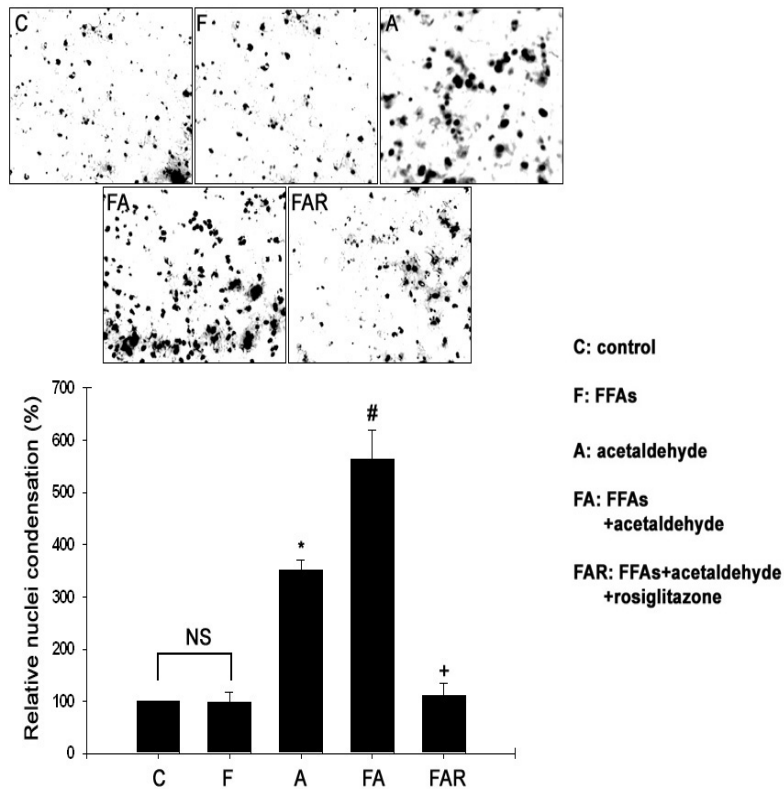 C
F
A
FA
FAR
C: control
F: FFAs
A: acetaldehyde
FA: FFAs
+acetaldehyde
FAR: FFAs+acetaldehyde
+rosiglitazone
Relative nuclei condensation (%)
700
600
500
400
300
200
100
0
NS
*
#
+
C
F
A
FA
FAR